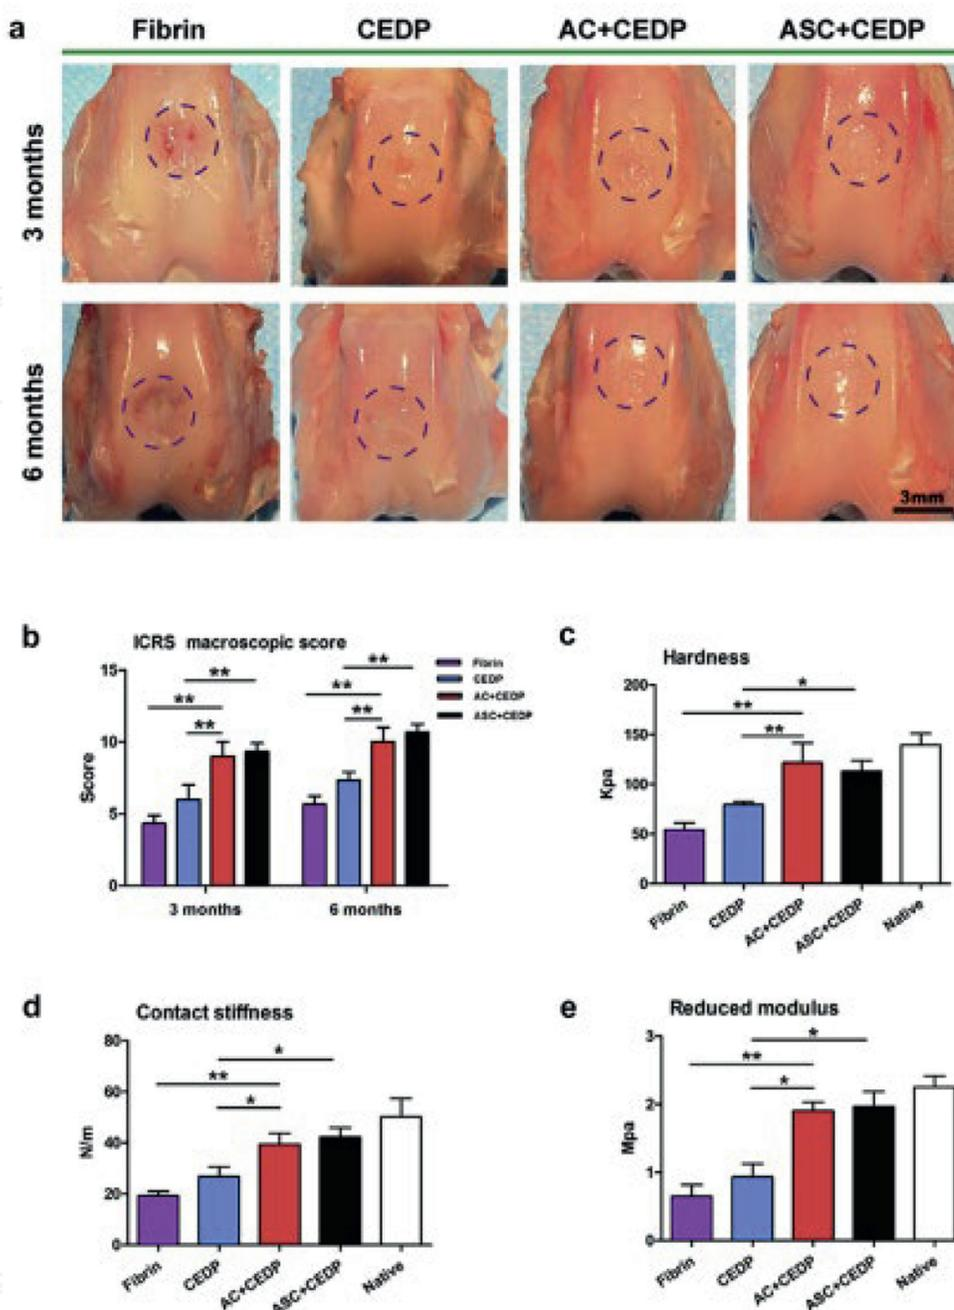 a
Fibrin CEDP AC+CEDP ASC+CEDP
3 months
6 months
3mm
b
ICRS macroscopic score
Score
15
10
5
0
** ** **
** ** **
3 months 6 months
Fibrin
CEDP
AC+CEDP
ASC+CEDP
c
Hardness
Kpa
200
150
100
50
0
*
**
**
Fibrin CEDP AC+CEDP ASC+CEDP Native
d
Contact stiffness
N/m
80
60
40
20
0
*
**
*
Fibrin CEDP AC+CEDP ASC+CEDP Native
e
Reduced modulus
Mpa
3
2
1
0
*
**
*
Fibrin CEDP AC+CEDP ASC+CEDP Native